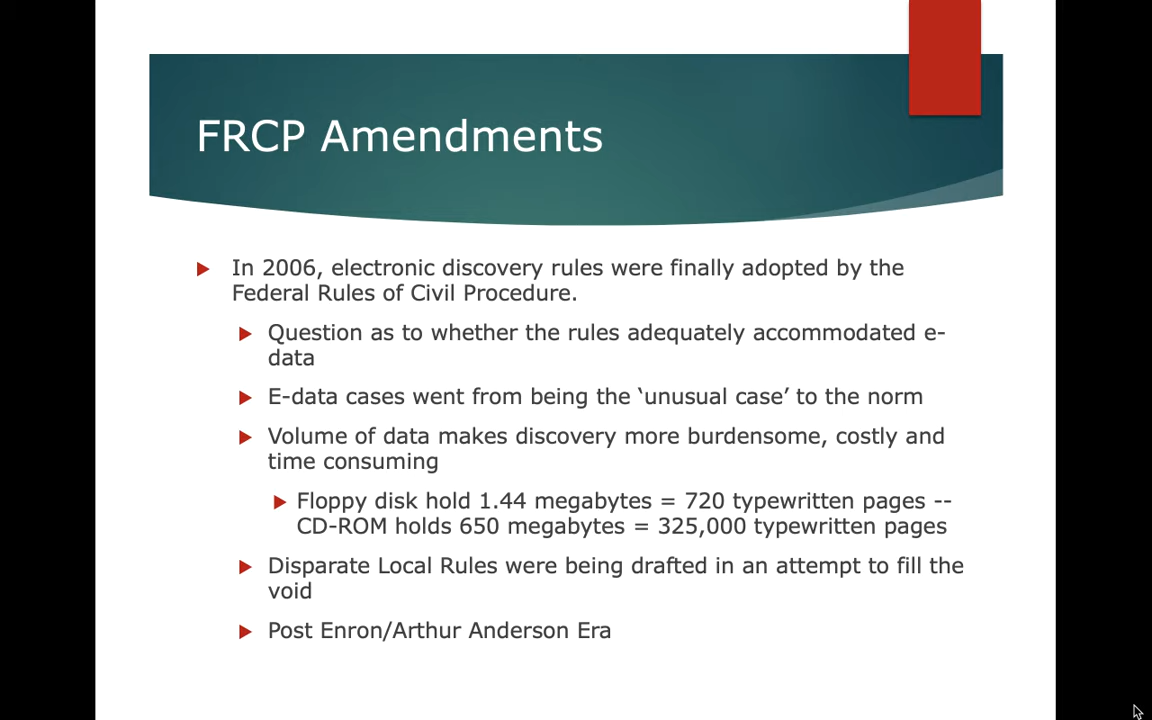 FRCP Amendments
In 2006, electronic discovery rules were finally adopted by the
Federal Rules of Civil Procedure.
Question as to whether the rules adequately accommodated e-
data
E-data cases went from being the ‘unusual case’ to the norm
Volume of data makes discovery more burdensome, costly and
time consuming
Floppy disk hold 1.44 megabytes = 720 typewritten pages --
CD-ROM holds 650 megabytes = 325,000 typewritten pages
Disparate Local Rules were being drafted in an attempt to fill the
void
Post Enron/Arthur Anderson Era